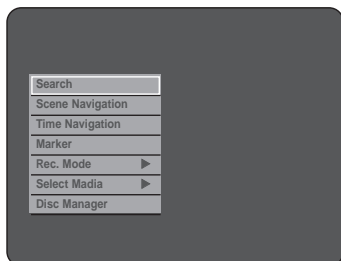 Search
Scene Navigation
Time Navigation
Marker
Rec. Mode ▶
Select Madia ▶
Disc Manager